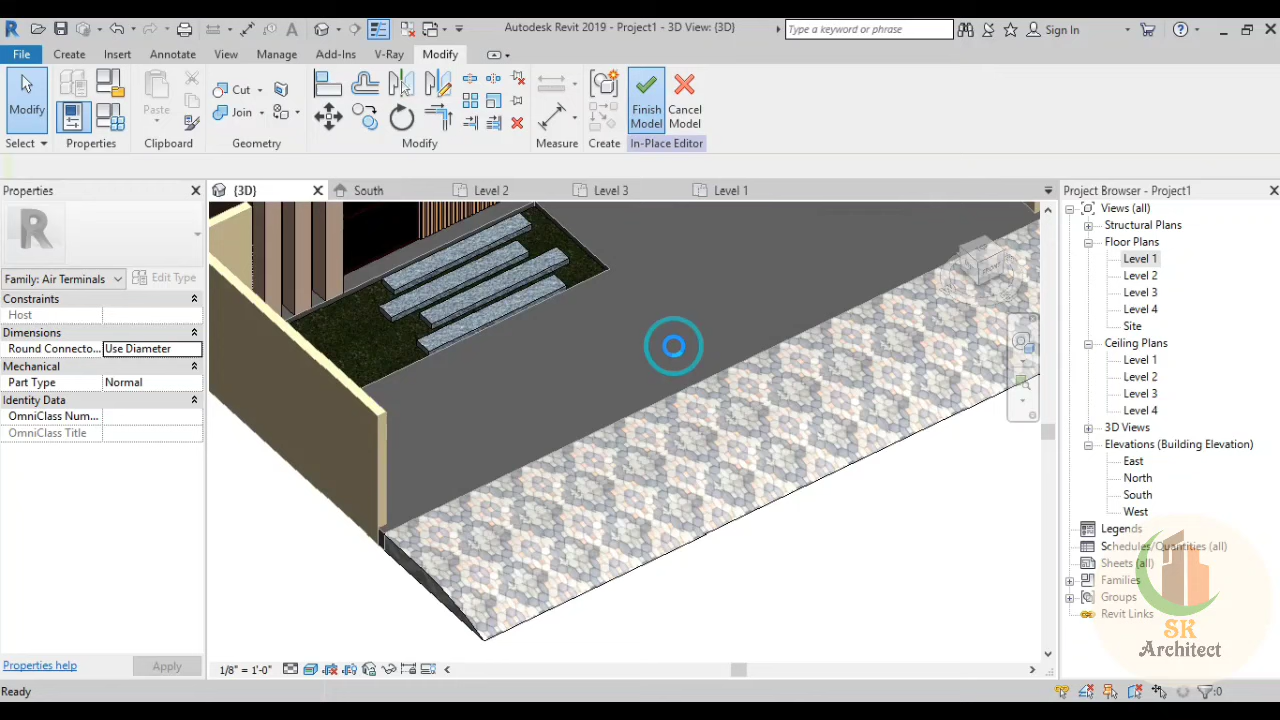 Autodesk Revit 2019 - Project1 - 3D View: {3D}
Type a keyword or phrase
Sign In
File
Create
Insert
Annotate
View
Manage
Add-Ins
V-Ray
Modify
Modify
Paste
Cut
Join
Finish
Model
Cancel
Model
Select
Properties
Clipboard
Geometry
Modify
Measure
Create
In-Place Editor
Properties
{3D}
South
Level 2
Level 3
Level 1
Project Browser - Project1
R
Family: Air Terminals
Edit Type
Constraints
Host
Dimensions
Round Connecto...
Use Diameter
Mechanical
Part Type
Normal
Identity Data
OmniClass Num...
OmniClass Title
Views (all)
Structural Plans
Floor Plans
Level 1
Level 2
Level 3
Level 4
Site
Ceiling Plans
Level 1
Level 2
Level 3
Level 4
3D Views
Elevations (Building Elevation)
East
North
South
West
Legends
Schedules/Quantities (all)
Sheets (all)
Families
Groups
Revit Links
SK
Architect
Properties help
Apply
1/8" = 1'-0"
Ready
:0